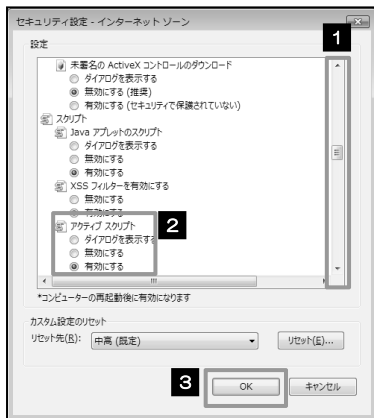 セキュリティ設定 - インターネット ゾーン
1
設定
未署名の ActiveX コントロールのダウンロード
ダイアログを表示する
無効にする (推奨)
有効にする (セキュリティで保護されていない)
スクリプト
Java アプレットのスクリプト
ダイアログを表示する
無効にする
有効にする
XSS フィルターを有効にする
無効にする
有効にする
アクティブ スクリプト
2
ダイアログを表示する
無効にする
有効にする
*コンピューターの再起動後に有効になります
カスタム設定のリセット
リセット先(R): 中高 (既定) リセット(E)...
3
OK キャンセル